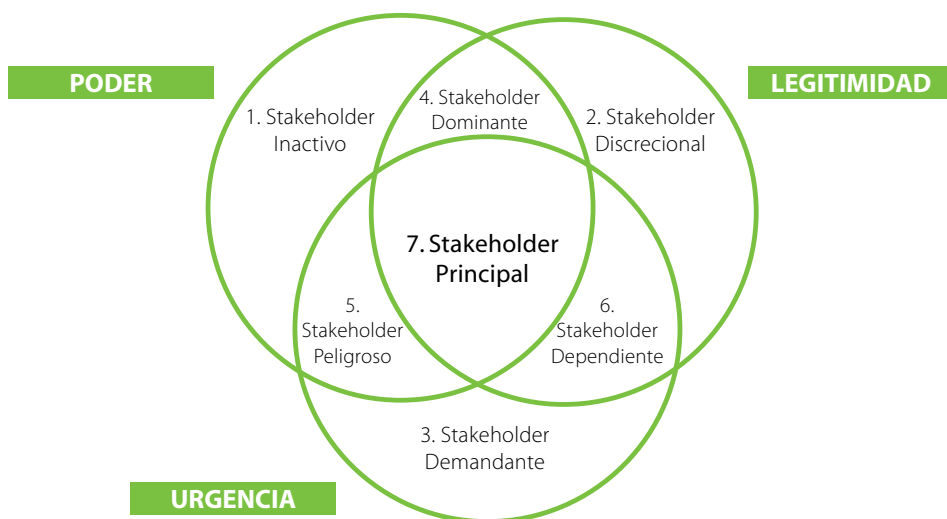 PODER
LEGITIMIDAD
1. Stakeholder
Inactivo
4. Stakeholder
Dominante
2. Stakeholder
Discrecional
7. Stakeholder
Principal
5.
Stakeholder
Peligroso
6.
Stakeholder
Dependiente
3. Stakeholder
Demandante
URGENCIA